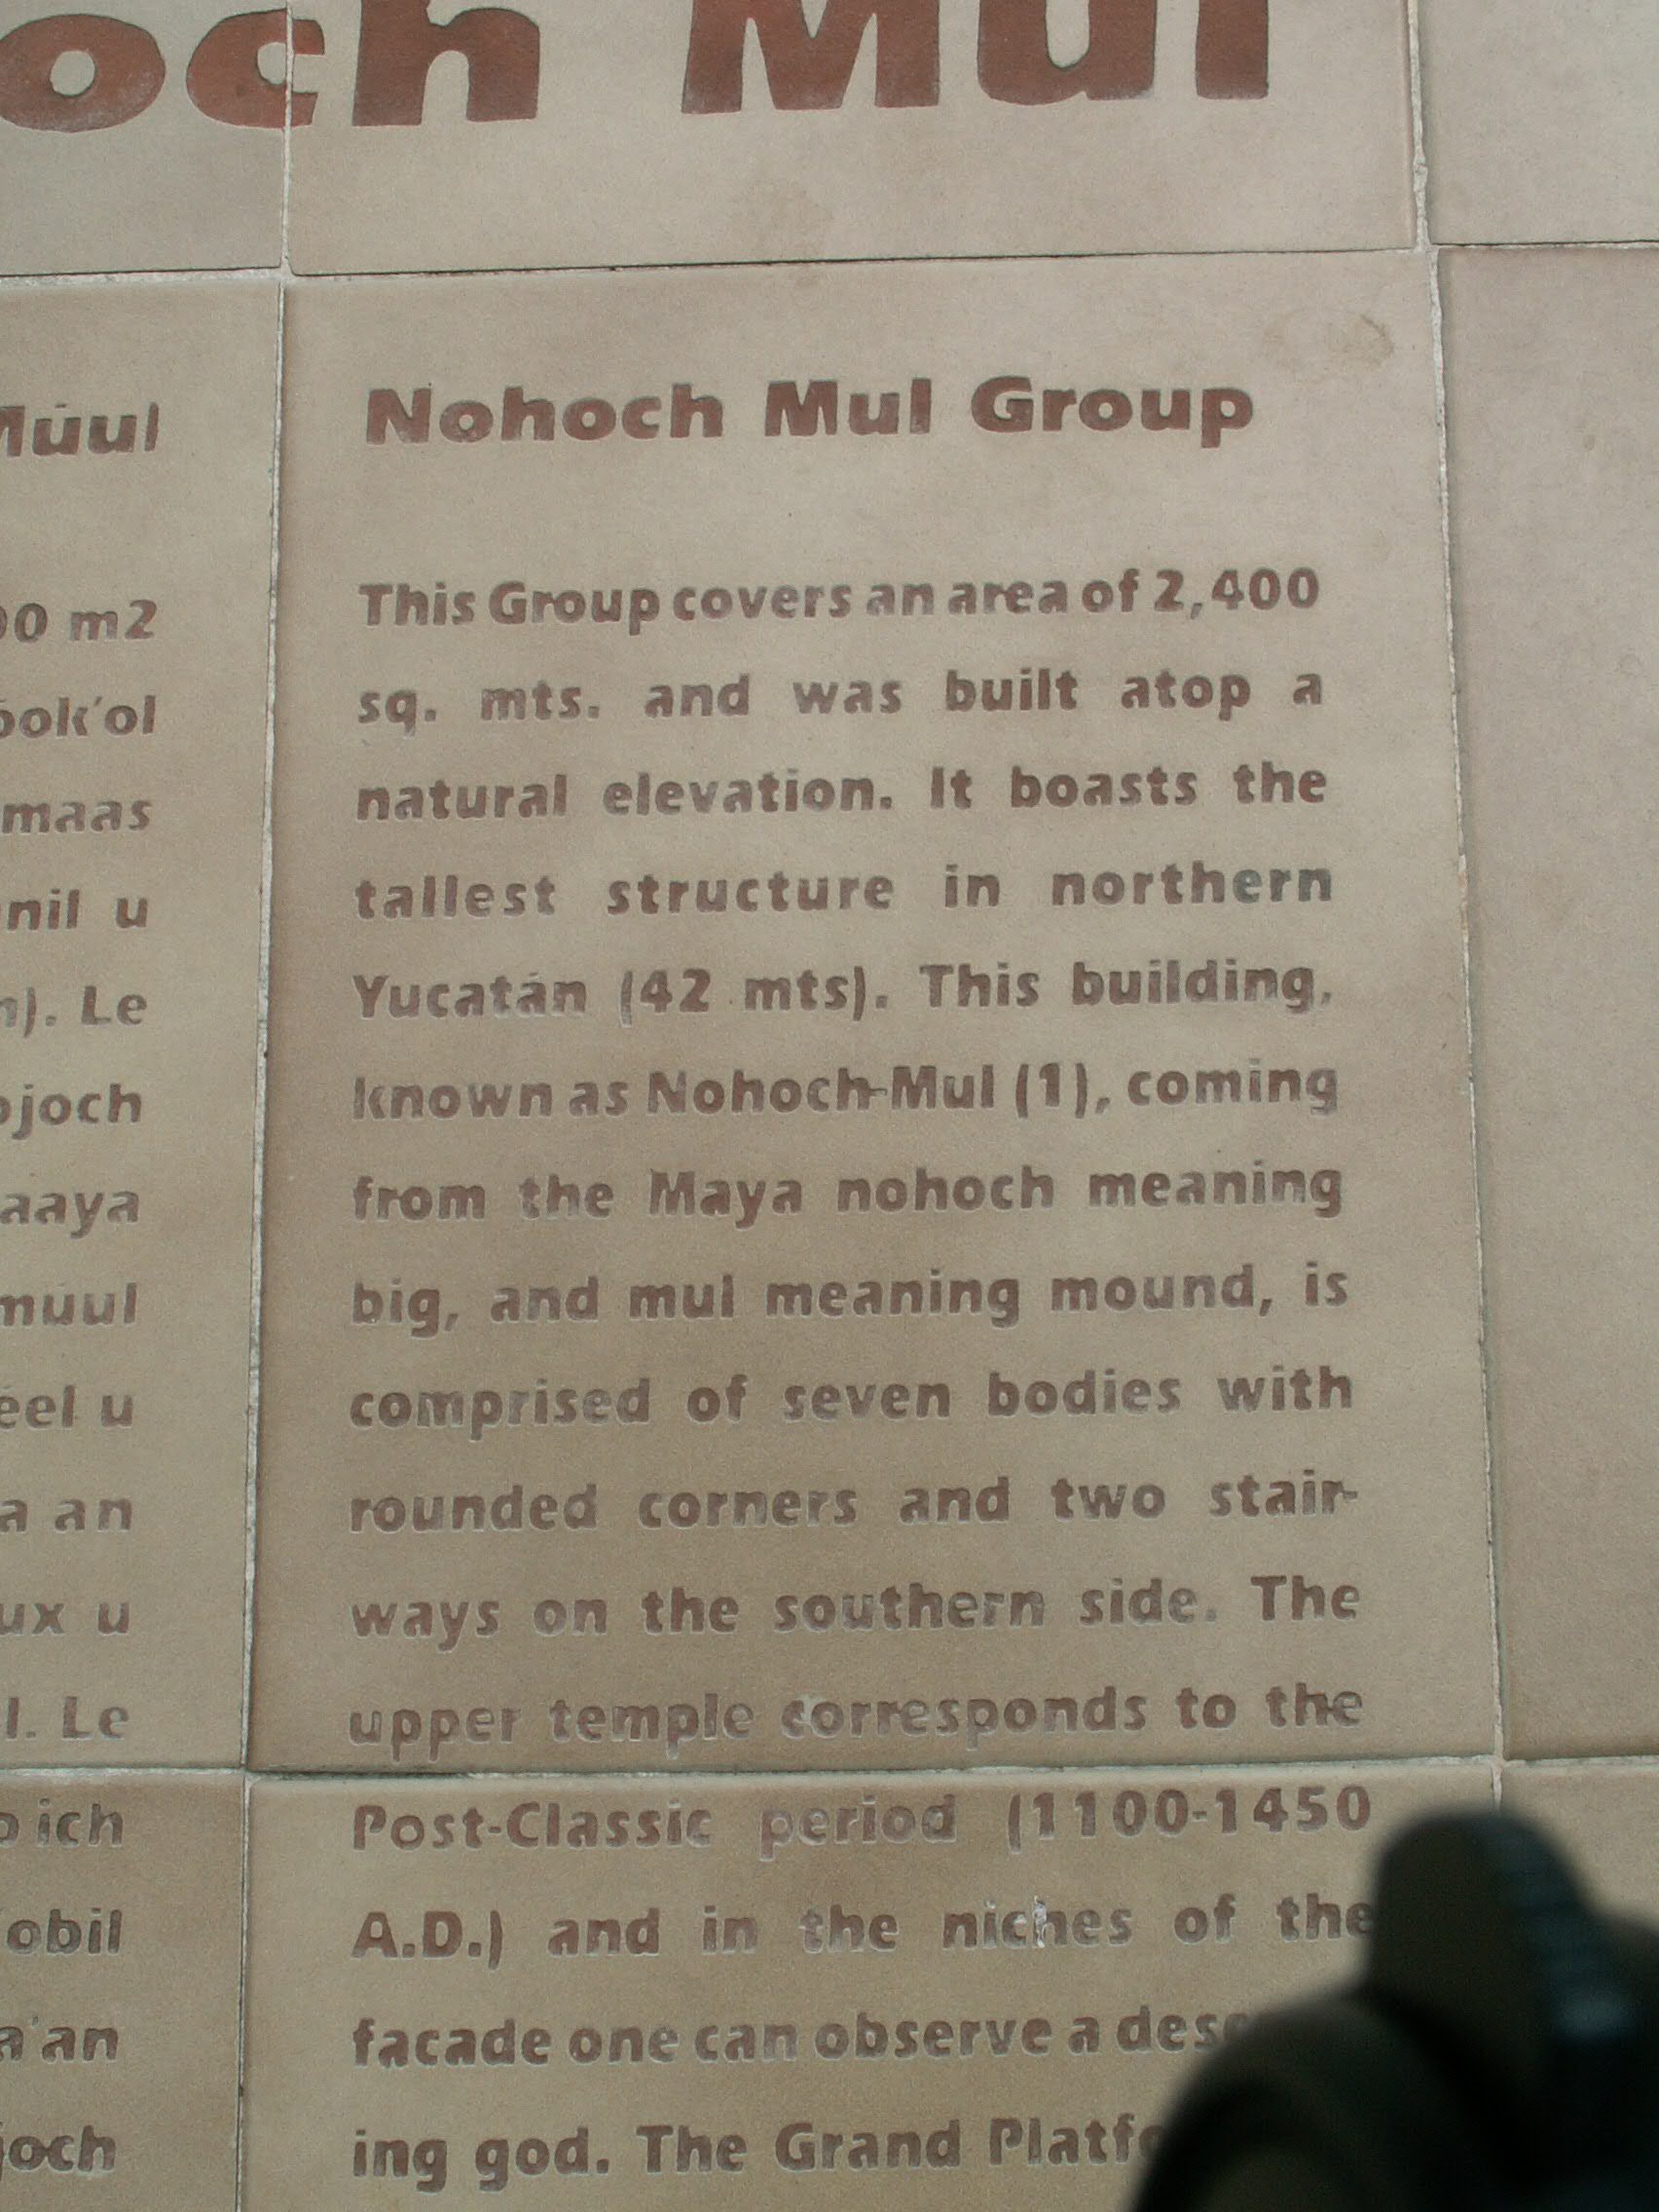 och Mul
Múul
00 m2
ook'ol
maas
nil u
). Le
ojoch
aaya
muul
éel u
a an
ux u
l. Le
ich
obil
a'an
joch
Nohoch Mul Group
This Group covers an area of 2,400
sq. mts. and was built atop a
natural elevation. It boasts the
tallest structure in northern
Yucatán (42 mts). This building,
known as Nohoch-Mul (1), coming
from the Maya nohoch meaning
big, and mul meaning mound, is
comprised of seven bodies with
rounded corners and two stair-
ways on the southern side. The
upper temple corresponds to the
Post-Classic period (1100-1450
A.D.) and in the niches of the
facade one can observe a desc
ing god. The Grand Platfo